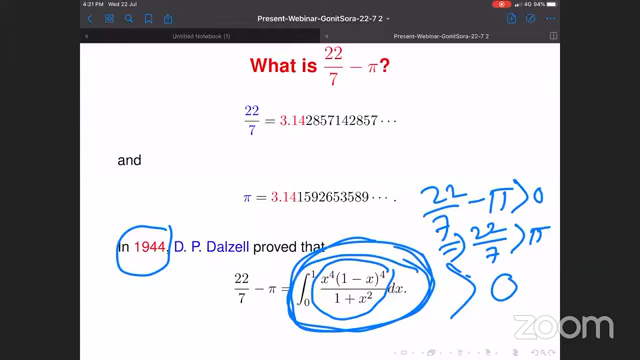 4:21 PM Wed 22 Jul
Present-Webinar-GonitSora-22-7 2
4G 94%
Untitled Notebook (1)
Present-Webinar-GonitSora-22-7 2
What is 22/7 − π?
22/7 = 3.142857142857···
and
π = 3.141592653589···.
22/7 − π > 0
⇒ 22/7 > π
In 1944, D. P. Dalzell proved that
22/7 − π = ∫₀¹ x⁴(1 − x)⁴/(1 + x²) dx.
> 0
zoom